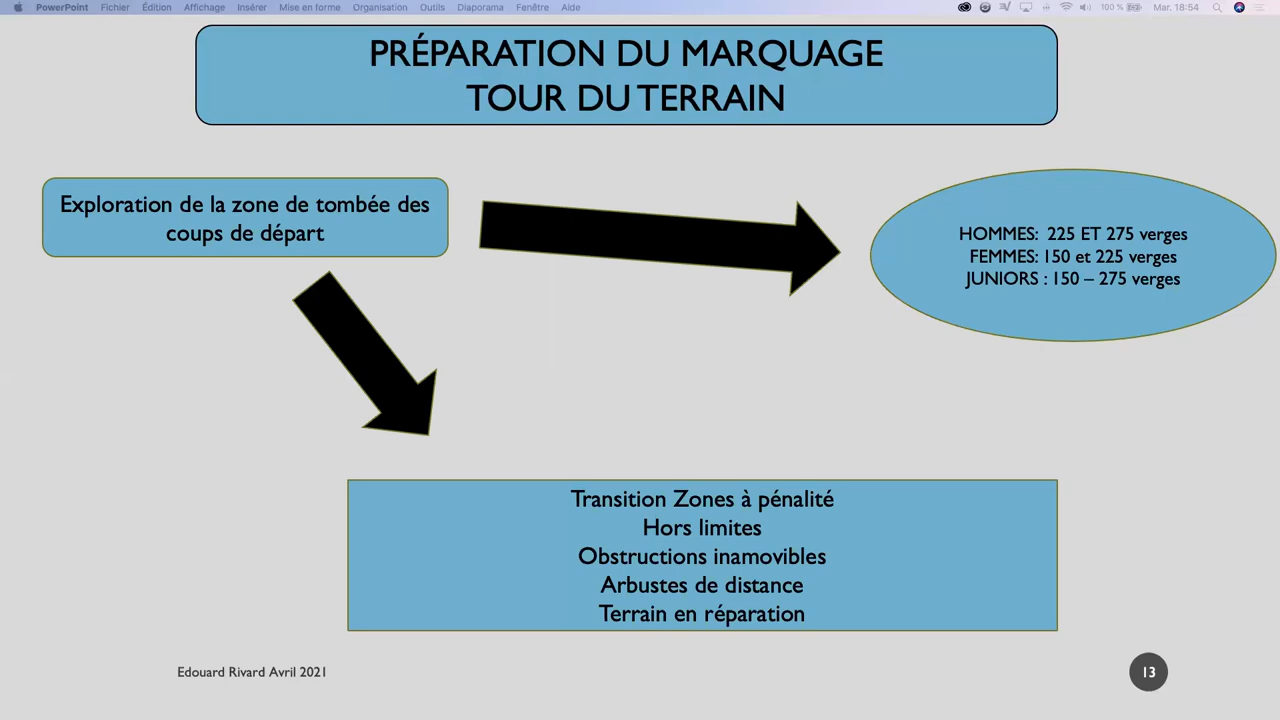 PowerPoint Fichier Édition Affichage Insérer Mise en forme Organisation Outils Diaporama Fenêtre Aide 100 % Mar. 18:54
PRÉPARATION DU MARQUAGE
TOUR DU TERRAIN
Exploration de la zone de tombée des
coups de départ
HOMMES: 225 ET 275 verges
FEMMES: 150 et 225 verges
JUNIORS : 150 – 275 verges
Transition Zones à pénalité
Hors limites
Obstructions inamovibles
Arbustes de distance
Terrain en réparation
Edouard Rivard Avril 2021
13